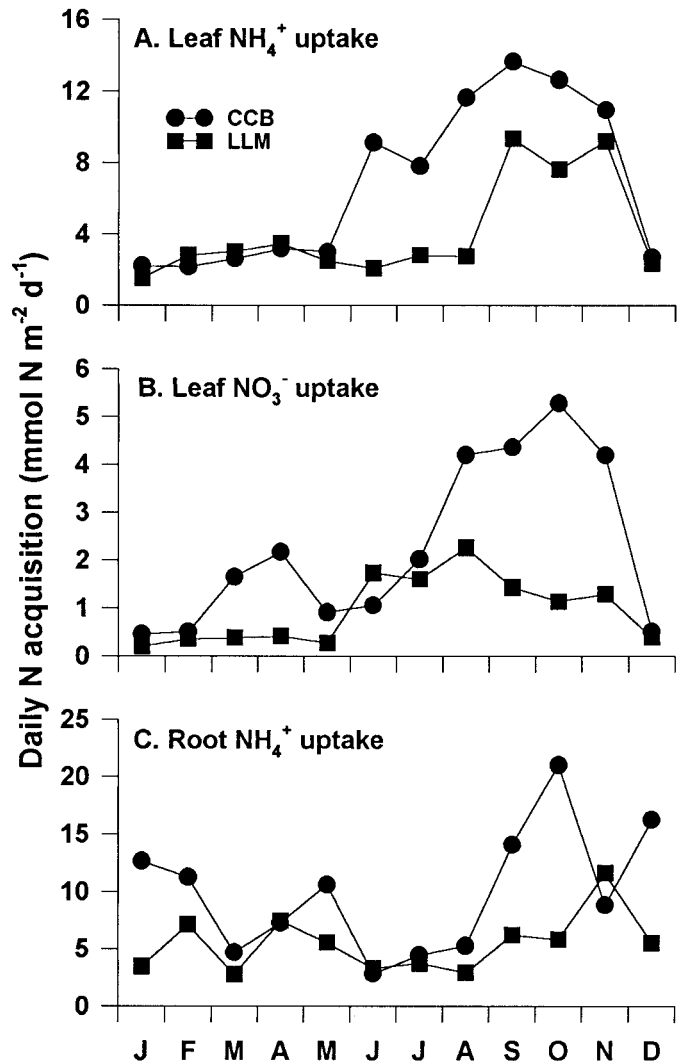 Daily N acquisition (mmol N m⁻² d⁻¹)
A. Leaf NH₄⁺ uptake
CCB
LLM
16
12
8
4
0
B. Leaf NO₃⁻ uptake
6
5
4
3
2
1
0
C. Root NH₄⁺ uptake
25
20
15
10
5
0
J F M A M J J A S O N D